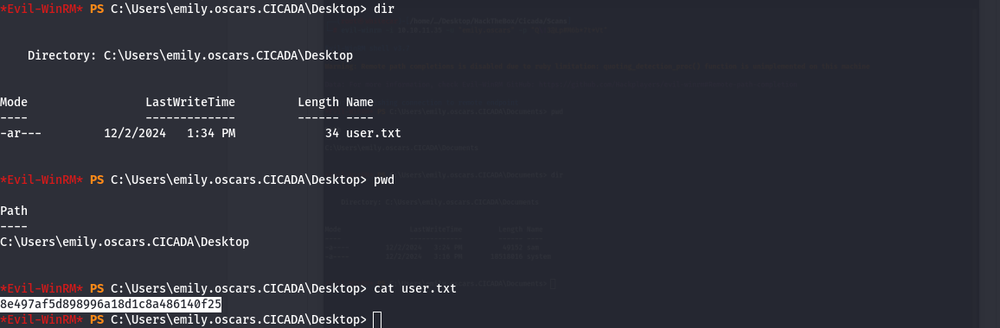 *Evil-WinRM* PS C:\Users\emily.oscars.CICADA\Desktop> dir
Directory: C:\Users\emily.oscars.CICADA\Desktop
Mode                 LastWriteTime         Length Name
----                 -------------         ------ ----
-ar---         12/2/2024   1:34 PM             34 user.txt
*Evil-WinRM* PS C:\Users\emily.oscars.CICADA\Desktop> pwd
Path
----
C:\Users\emily.oscars.CICADA\Desktop
*Evil-WinRM* PS C:\Users\emily.oscars.CICADA\Desktop> cat user.txt
8e497af5d898996a18d1c8a486140f25
*Evil-WinRM* PS C:\Users\emily.oscars.CICADA\Desktop>